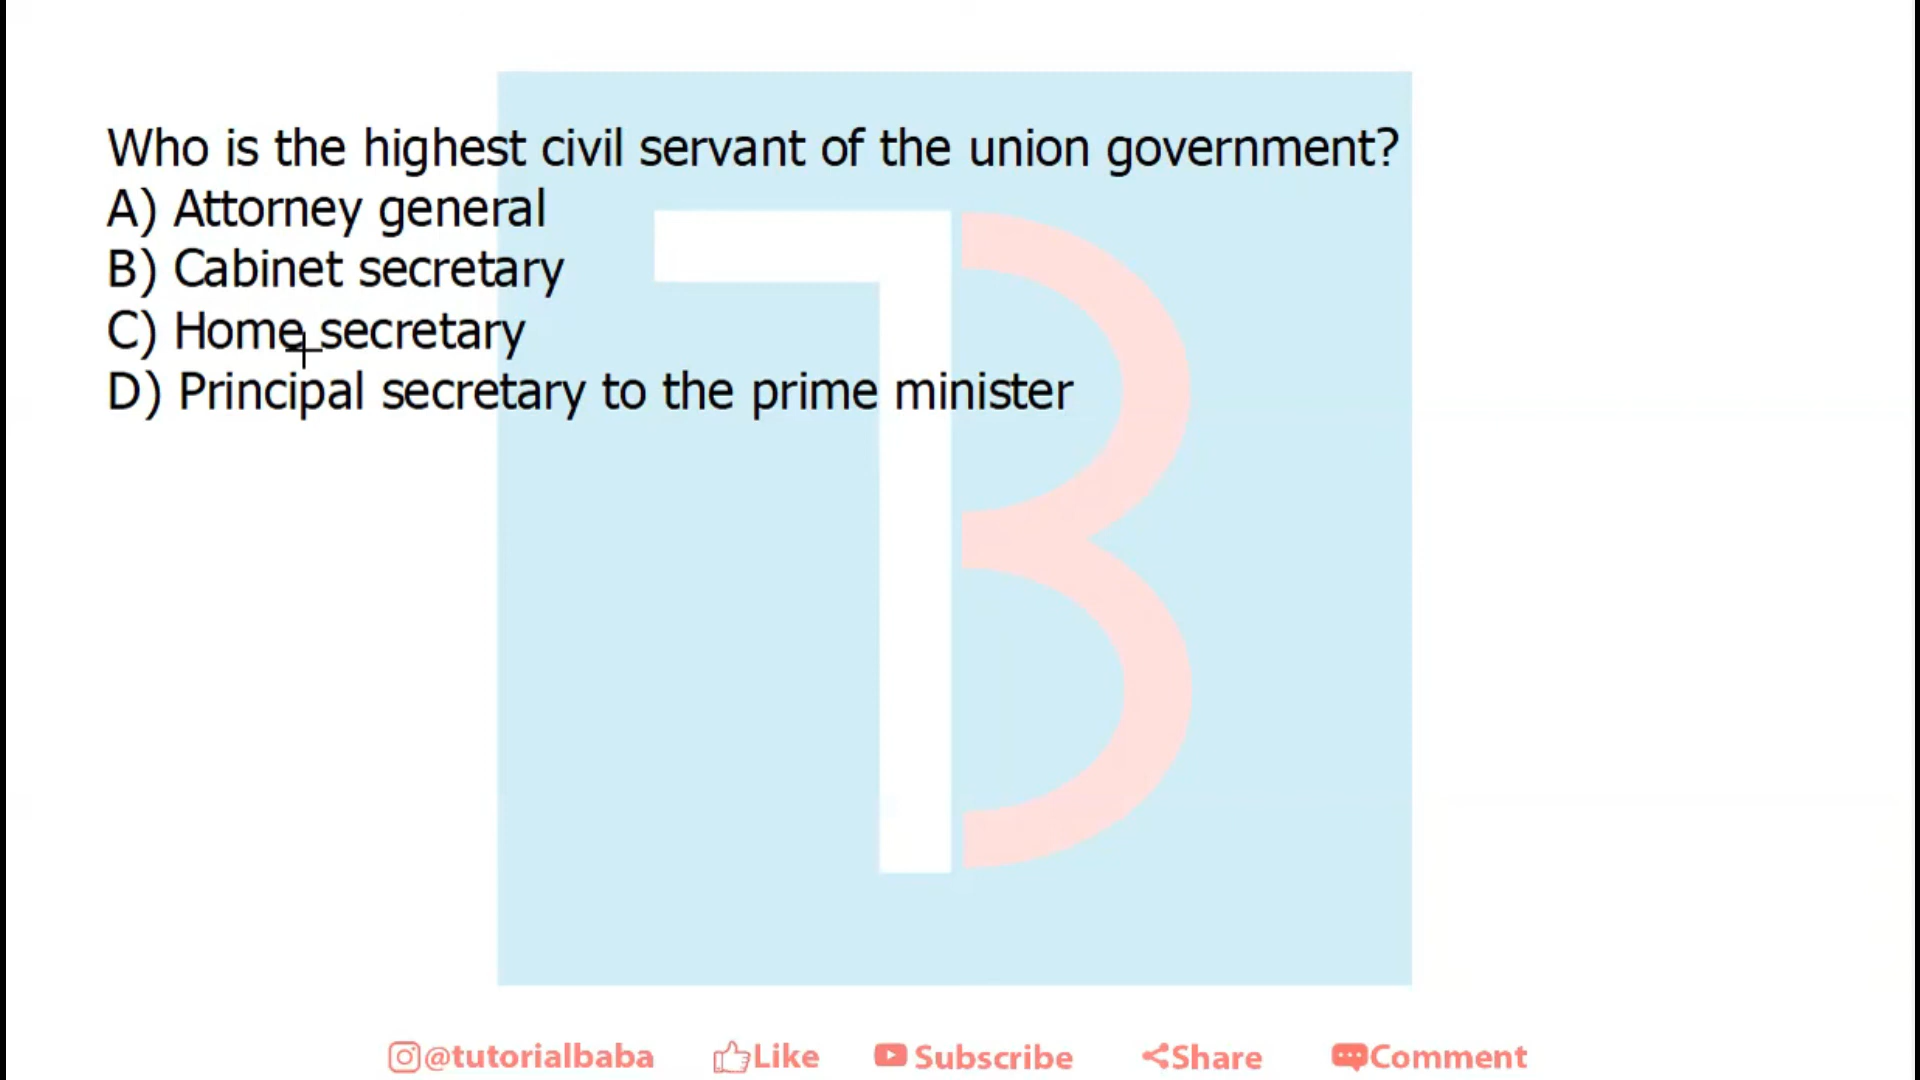 Who is the highest civil servant of the union government?
A) Attorney general
B) Cabinet secretary
C) Home secretary
D) Principal secretary to the prime minister
@tutorialbaba Like Subscribe Share Comment